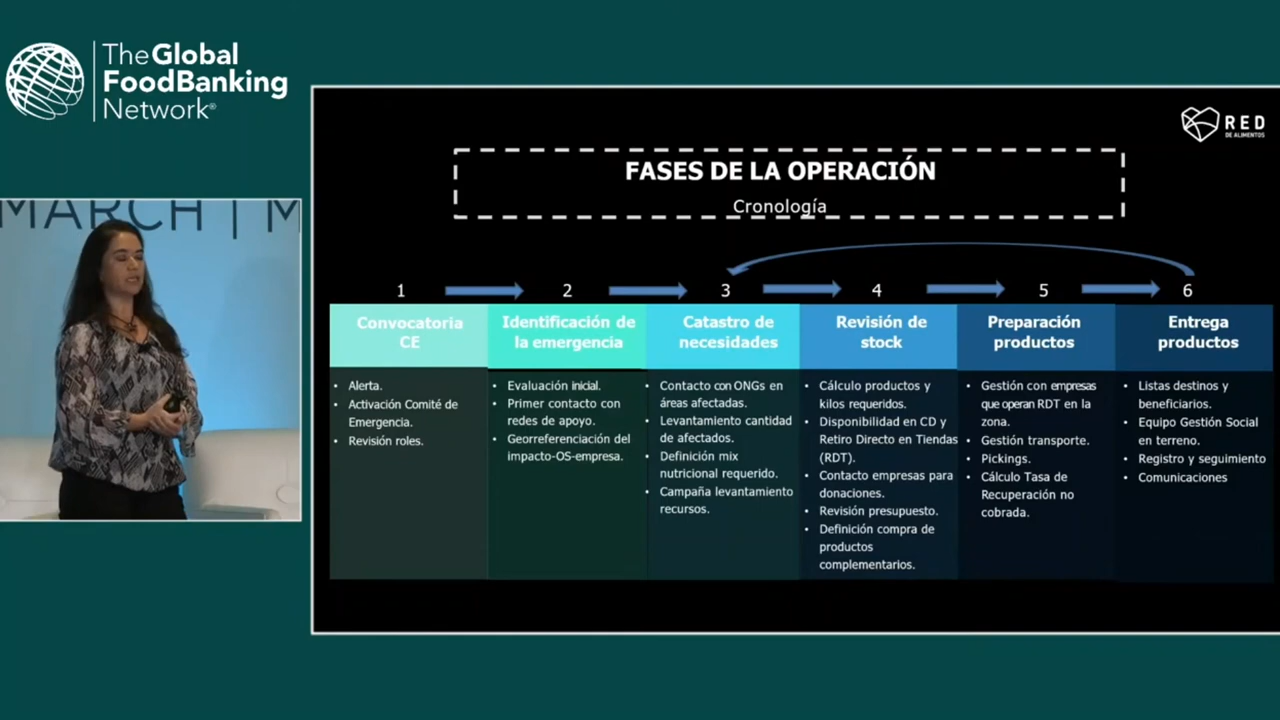 The Global
FoodBanking
Network®
MARCH | M
RED
DE ALIMENTOS
FASES DE LA OPERACIÓN
Cronología
1
2
3
4
5
6
Convocatoria
CE
• Alerta.
• Activación Comité de
Emergencia.
• Revisión roles.
Identificación de
la emergencia
• Evaluación inicial.
• Primer contacto con
redes de apoyo.
• Georreferenciación del
impacto-OS-empresa.
Catastro de
necesidades
• Contacto con ONGs en
áreas afectadas.
• Levantamiento cantidad
de afectados.
• Definición mix
nutricional requerido.
• Campaña levantamiento
recursos.
Revisión de
stock
• Cálculo productos y
kilos requeridos.
• Disponibilidad en CD y
Retiro Directo en Tiendas
(RDT).
• Contacto empresas para
donaciones.
• Revisión presupuesto.
• Definición compra de
productos
complementarios.
Preparación
productos
• Gestión con empresas
que operan RDT en la
zona.
• Gestión transporte.
• Pickings.
• Cálculo Tasa de
Recuperación no
cobrada.
Entrega
productos
• Listas destinos y
beneficiarios.
• Equipo Gestión Social
en terreno.
• Registro y seguimiento
• Comunicaciones